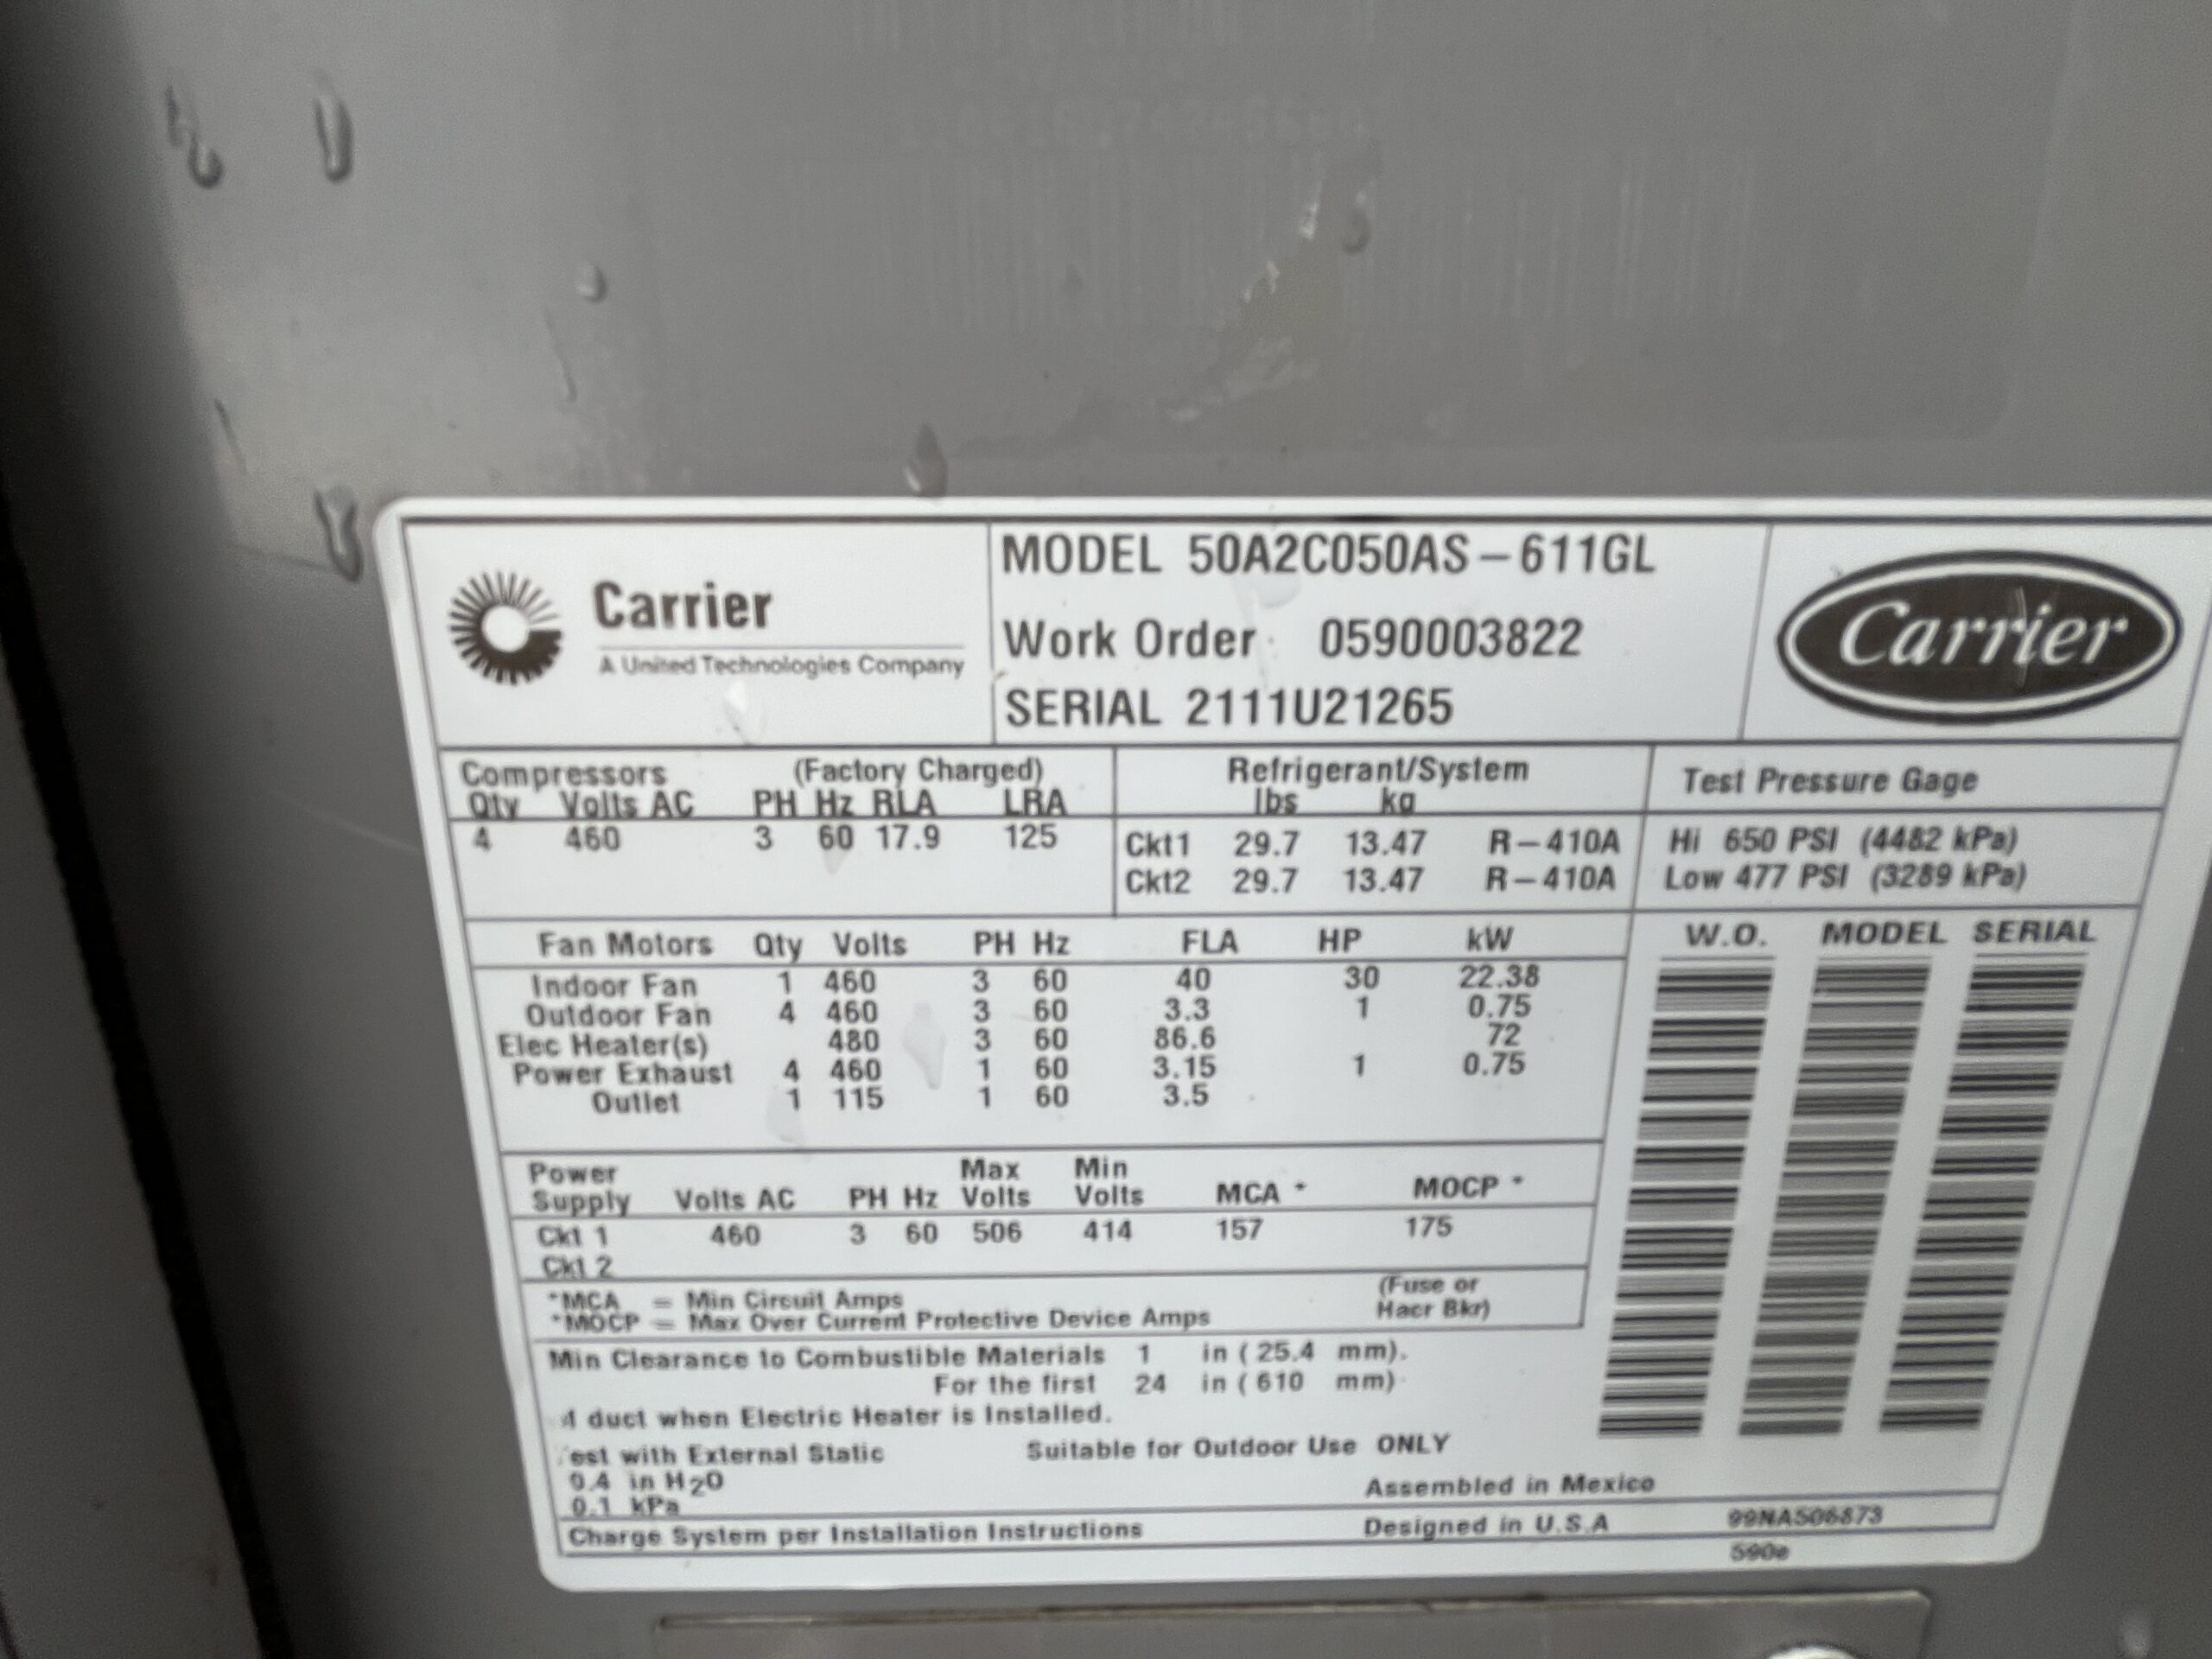 Carrier
A United Technologies Company
MODEL 50A2C050AS-611GL
Work Order 0590003822
SERIAL 2111U21265
Carrier
Compressors (Factory Charged)
Qty Volts AC PH Hz RLA LRA
4 460 3 60 17.9 125
Refrigerant/System
lbs kg
Ckt1 29.7 13.47 R-410A
Ckt2 29.7 13.47 R-410A
Test Pressure Gage
Hi 650 PSI (4482 kPa)
Low 477 PSI (3289 kPa)
Fan Motors Qty Volts PH Hz FLA HP kW
Indoor Fan 1 460 3 60 40 30 22.38
Outdoor Fan 4 460 3 60 3.3 1 0.75
Elec Heater(s) 480 3 60 86.6 72
Power Exhaust 4 460 1 60 3.15 1 0.75
Outlet 1 115 1 60 3.5
W.O. MODEL SERIAL
Power Supply Volts AC PH Hz Max Volts Min Volts MCA * MOCP *
Ckt 1 460 3 60 506 414 157 175
Ckt 2
*MCA = Min Circuit Amps
*MOCP = Max Over Current Protective Device Amps
(Fuse or
Hacr Bkr)
Min Clearance to Combustible Materials 1 in (25.4 mm).
For the first 24 in (610 mm)
duct when Electric Heater is Installed.
est with External Static
0.4 in H2O
0.1 kPa
Suitable for Outdoor Use ONLY
Assembled in Mexico
Charge System per Installation Instructions
Designed in U.S.A
99NA506873
590e